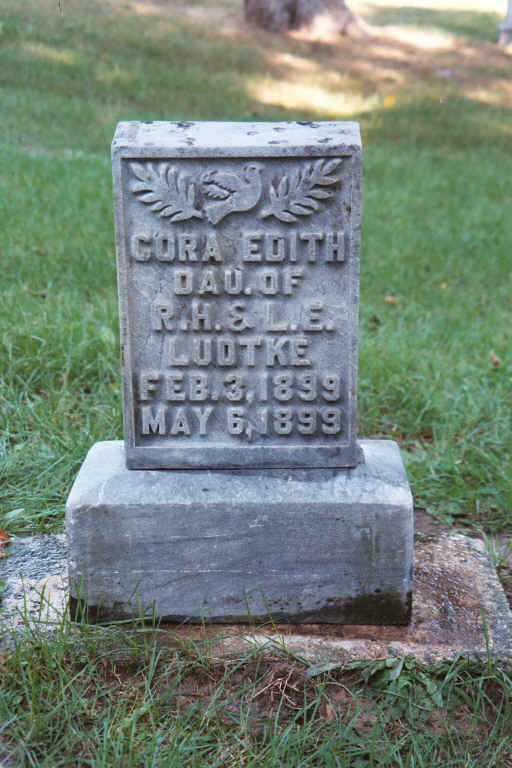 CORA EDITH
DAU. OF
R.H. & L.E.
LUDTKE
FEB. 3, 1899
MAY 6, 1899